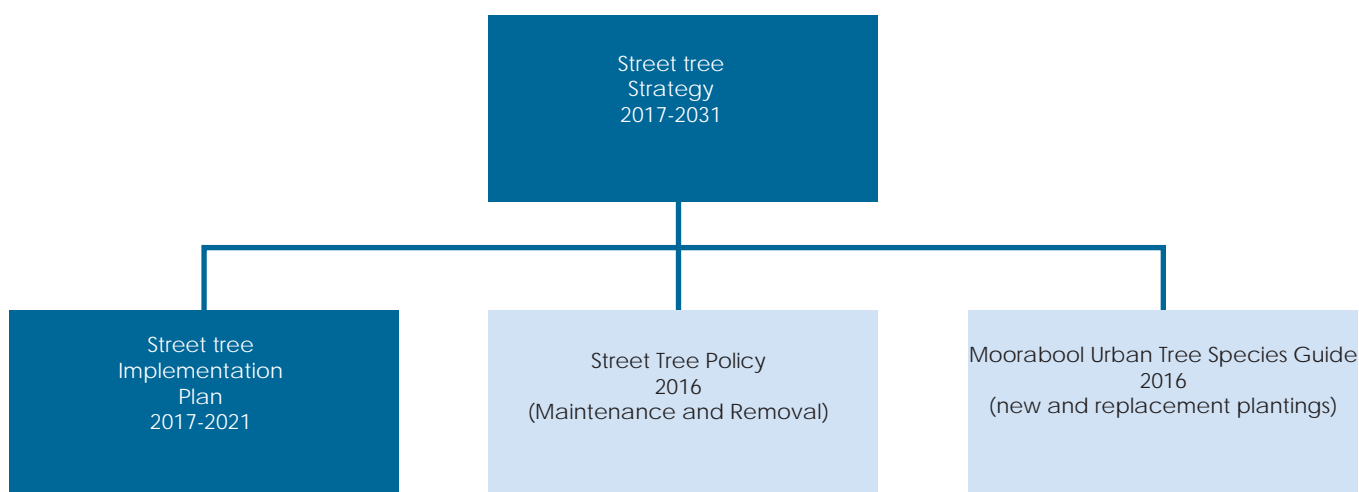 Street tree
Strategy
2017-2031
Street tree
Implementation
Plan
2017-2021
Street Tree Policy
2016
(Maintenance and Removal)
Moorabool Urban Tree Species Guide
2016
(new and replacement plantings)